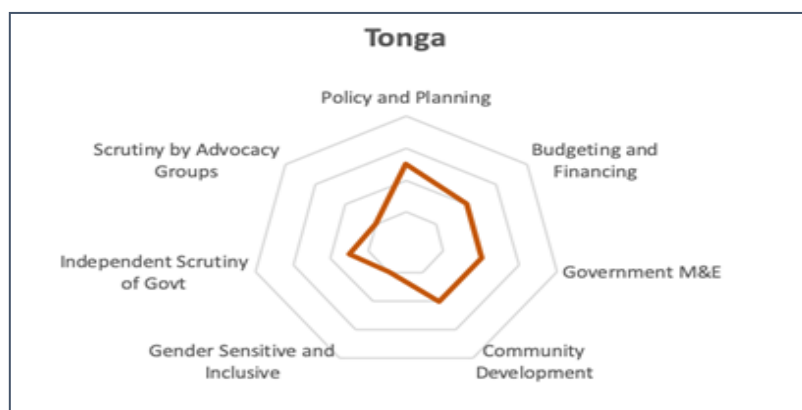 Tonga
Policy and Planning
Scrutiny by Advocacy
Groups
Budgeting and
Financing
Independent Scrutiny
of Govt
Government M&E
Gender Sensitive and
Inclusive
Community
Development